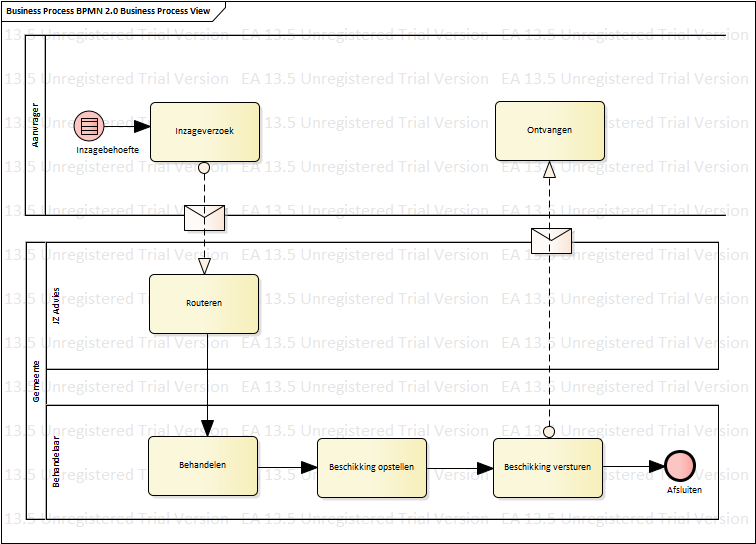 Business Process BPMN 2.0 Business Process View
13.5 Unregistered Trial Version EA 13.5 Unregistered Trial Version EA 13.5 Unregistered Trial Version
Aanvrager
Inzagebehoefte
Inzageverzoek
Ontvangen
Gemeente
JZ Advies
Routeren
Behandelaar
Behandelen
Beschikking opstellen
Beschikking versturen
Afsluiten